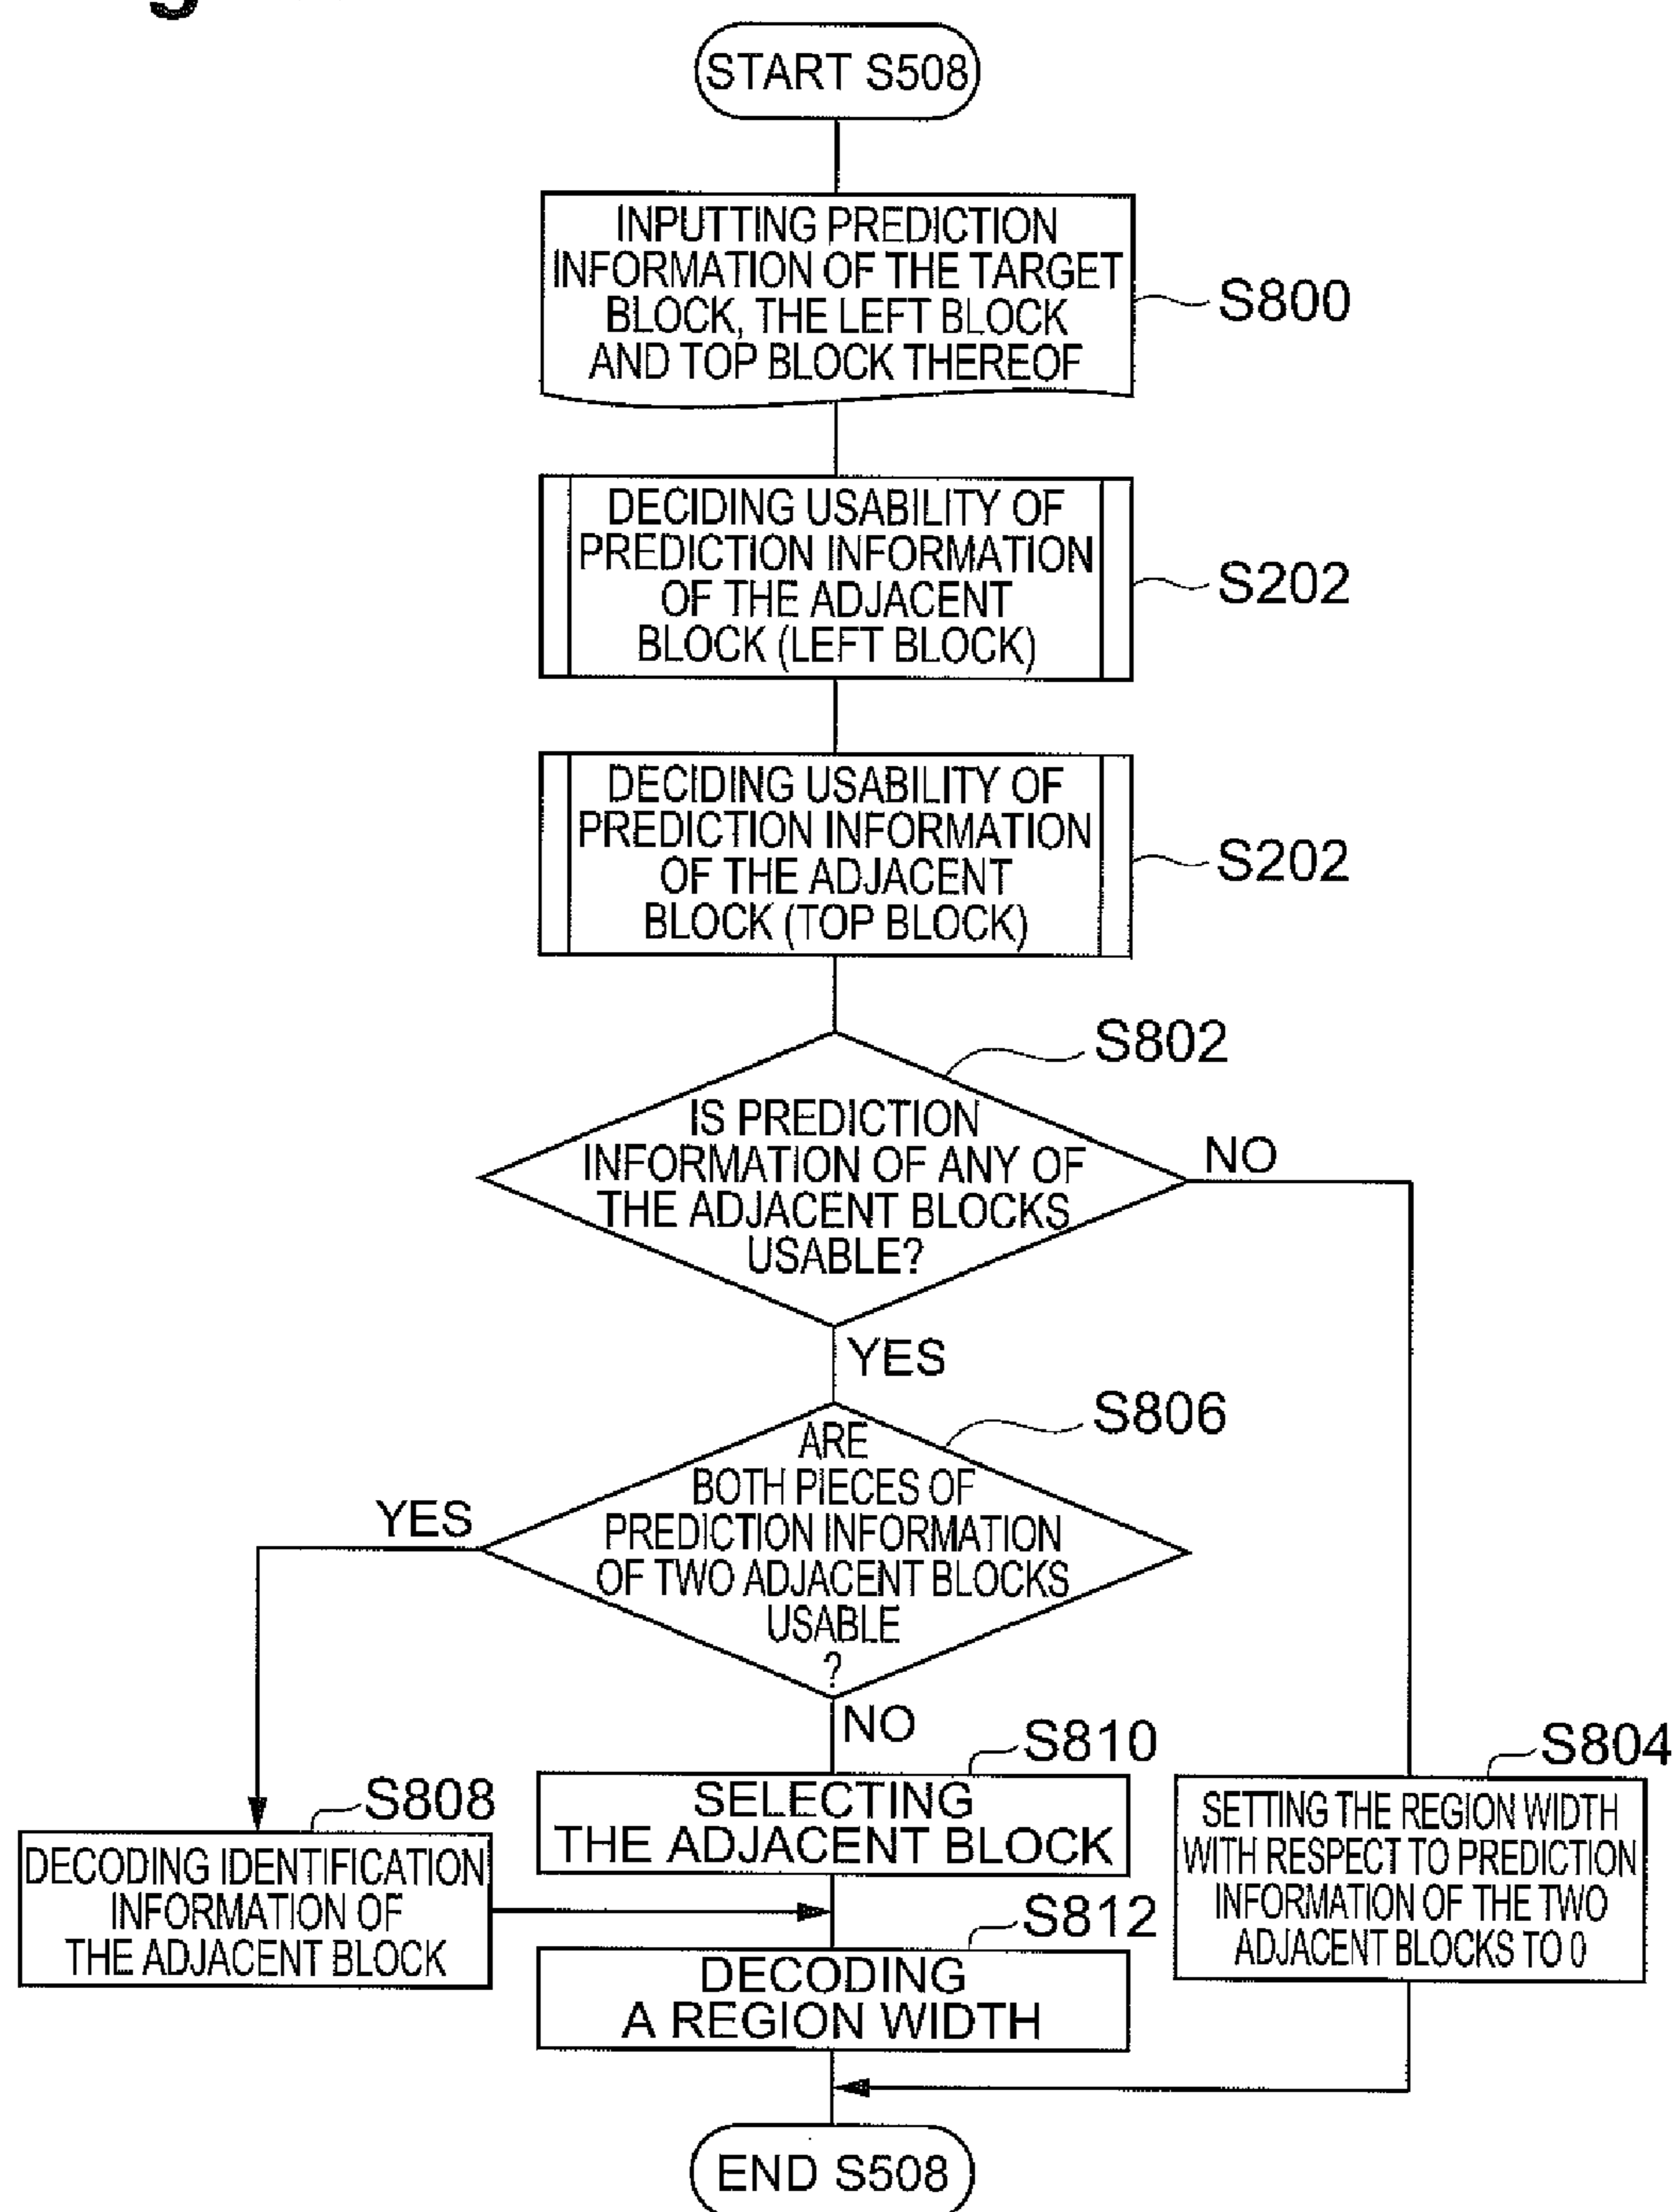 g
START S508
INPUTTING PREDICTION
INFORMATION OF THE TARGET
BLOCK, THE LEFT BLOCK
AND TOP BLOCK THEREOF
S800
DECIDING USABILITY OF
PREDICTION INFORMATION
OF THE ADJACENT
BLOCK (LEFT BLOCK)
S202
DECIDING USABILITY OF
PREDICTION INFORMATION
OF THE ADJACENT
BLOCK (TOP BLOCK)
S202
S802
IS PREDICTION
INFORMATION OF ANY OF
THE ADJACENT BLOCKS
USABLE?
NO
YES
S806
ARE
BOTH PIECES OF
PREDICTION INFORMATION
OF TWO ADJACENT BLOCKS
USABLE
?
YES
NO
S810
SELECTING
THE ADJACENT BLOCK
S804
SETTING THE REGION WIDTH
WITH RESPECT TO PREDICTION
INFORMATION OF THE TWO
ADJACENT BLOCKS TO 0
S808
DECODING IDENTIFICATION
INFORMATION OF
THE ADJACENT BLOCK
S812
DECODING
A REGION WIDTH
END S508